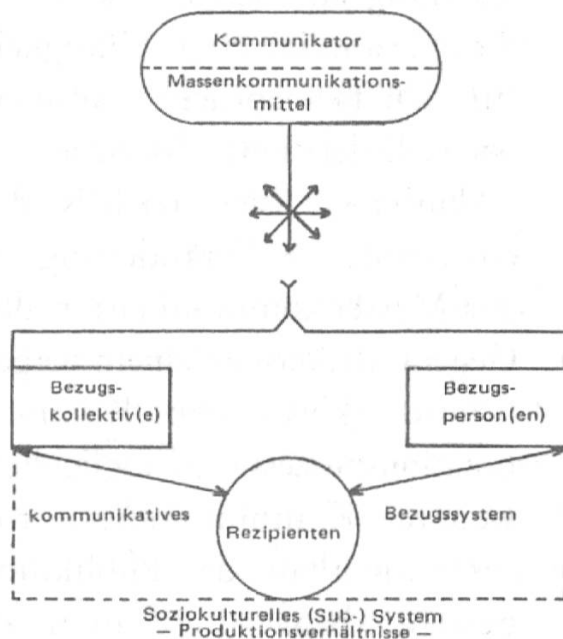 Kommunikator
Massenkommunikations-
mittel
Bezugs-
kollektiv(e)
Bezugs-
person(en)
kommunikatives
Rezipienten
Bezugssystem
Soziokulturelles (Sub-) System
— Produktionsverhältnisse —